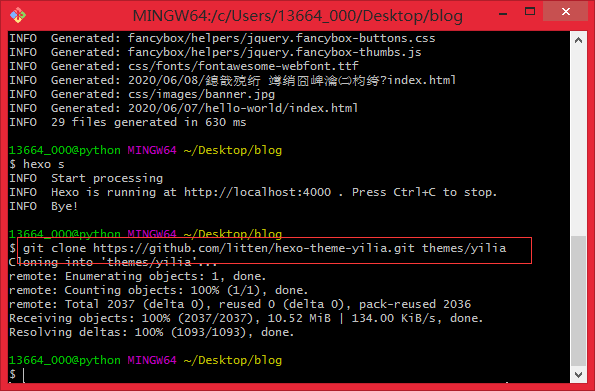 MINGW64:/c/Users/13664_000/Desktop/blog
INFO  Generated: fancybox/helpers/jquery.fancybox-buttons.css
INFO  Generated: fancybox/helpers/jquery.fancybox-thumbs.js
INFO  Generated: css/fonts/fontawesome-webfont.ttf
INFO  Generated: 2020/06/08/ ?index.html
INFO  Generated: css/images/banner.jpg
INFO  Generated: 2020/06/07/hello-world/index.html
INFO  29 files generated in 630 ms
13664_000@python MINGW64 ~/Desktop/blog
$ hexo s
INFO  Start processing
INFO  Hexo is running at http://localhost:4000 . Press Ctrl+C to stop.
INFO  Bye!
13664_000@python MINGW64 ~/Desktop/blog
$ git clone https://github.com/litten/hexo-theme-yilia.git themes/yilia
Cloning into 'themes/yilia'...
remote: Enumerating objects: 1, done.
remote: Counting objects: 100% (1/1), done.
remote: Total 2037 (delta 0), reused 0 (delta 0), pack-reused 2036
Receiving objects: 100% (2037/2037), 10.52 MiB | 134.00 KiB/s, done.
Resolving deltas: 100% (1093/1093), done.
13664_000@python MINGW64 ~/Desktop/blog
$